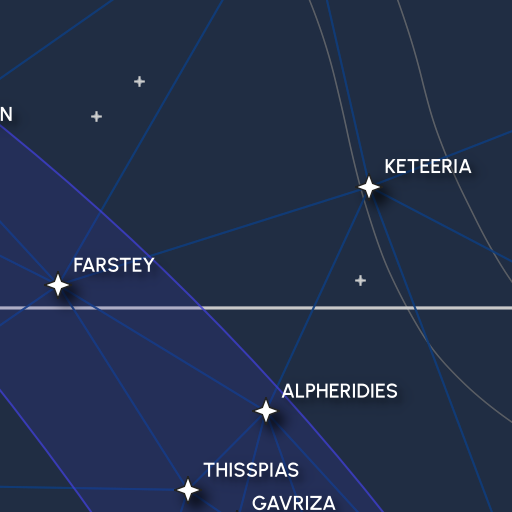 N
KETEERIA
FARSTEY
ALPHERIDIES
THISSPIAS
GAVRIZA